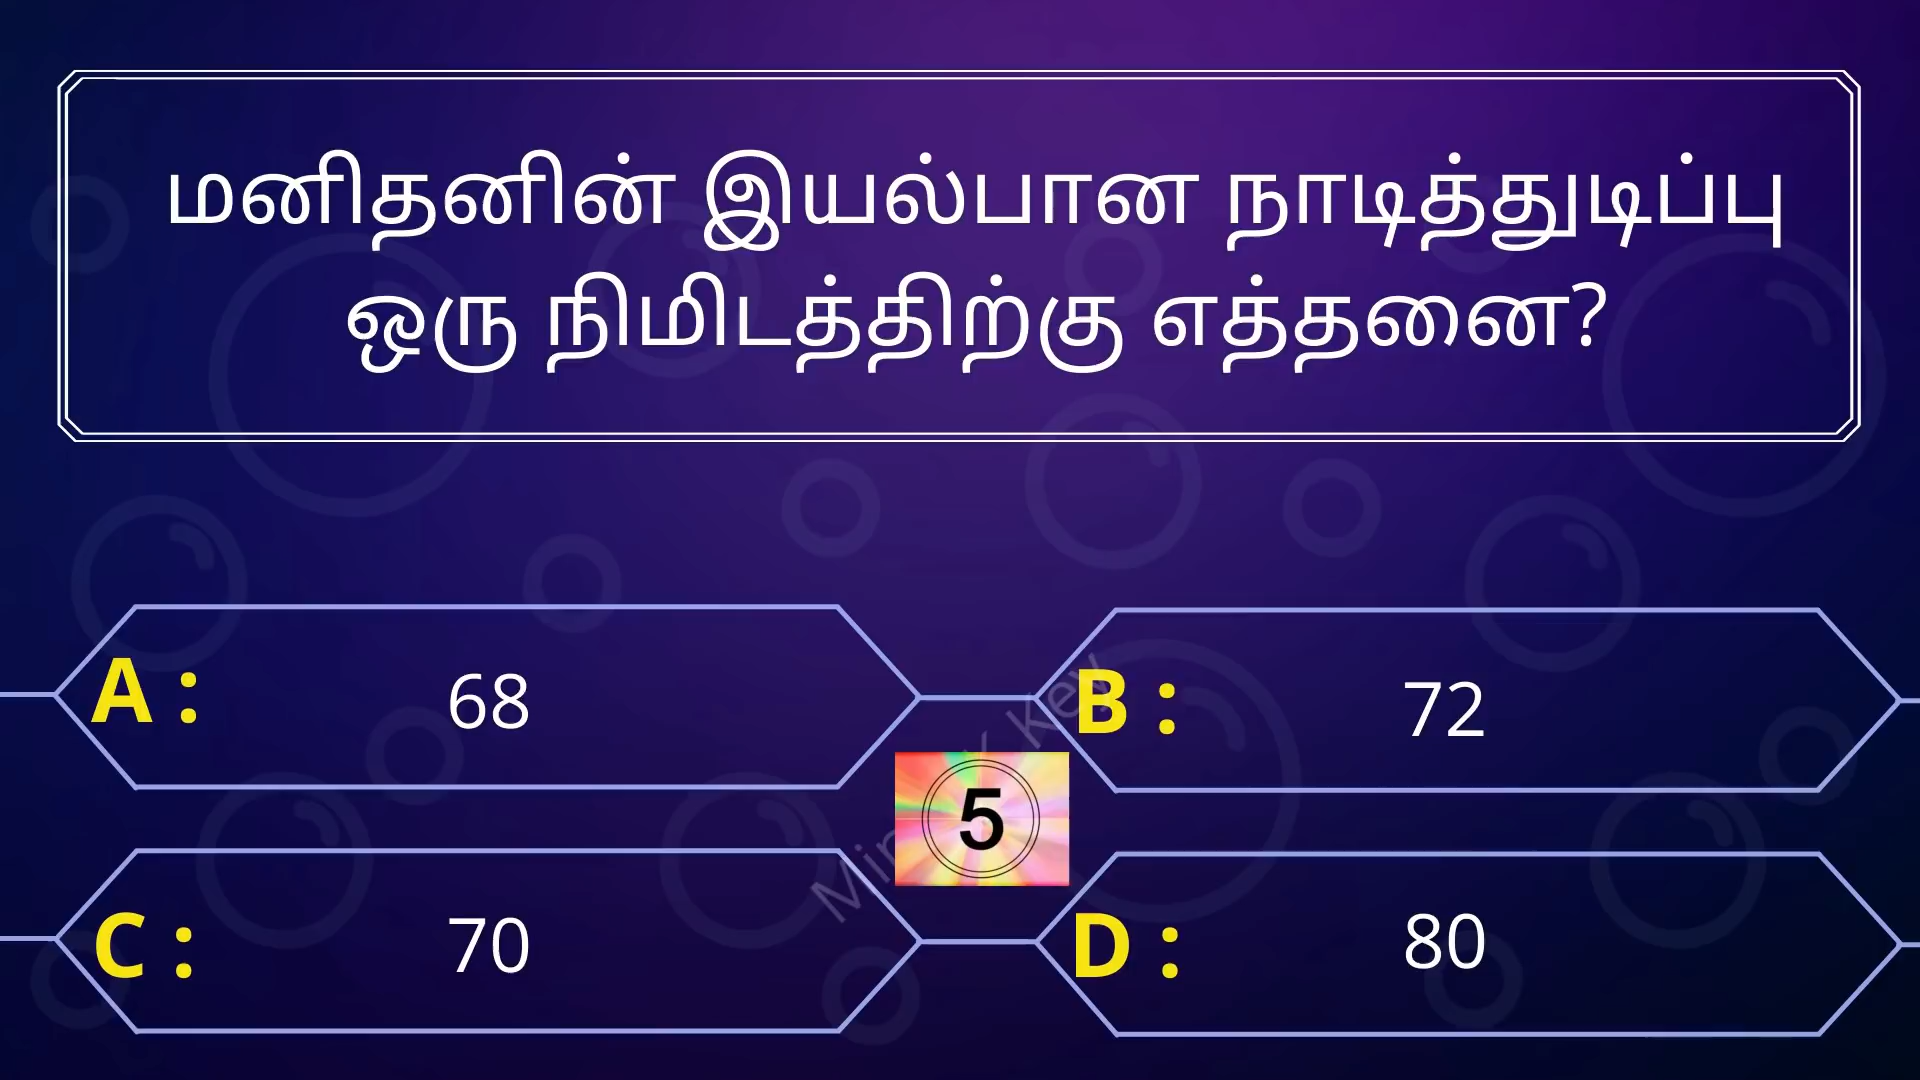 மனிதனின் இயல்பான நாடித்துடிப்பு
ஒரு நிமிடத்திற்கு எத்தனை?
A : 68
B : 72
5
C : 70
D : 80